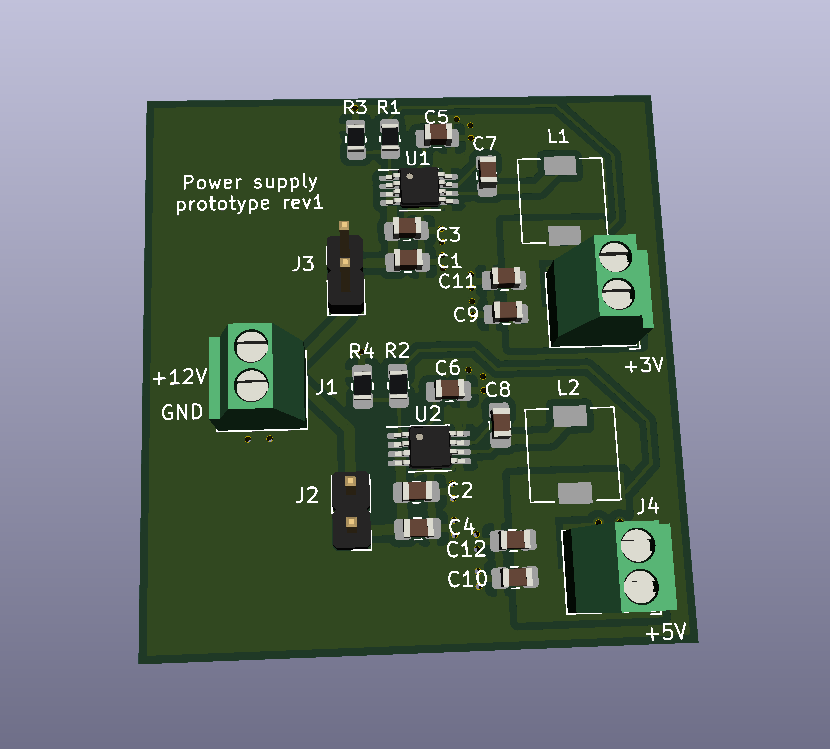 R3 R1
C5
L1
C7
U1
Power supply
prototype rev1
C3
J3
C1
C11
C9
R4 R2
+3V
C6
+12V
J1
C8
L2
GND
U2
C2
J2
J4
C4
C12
C10
+5V